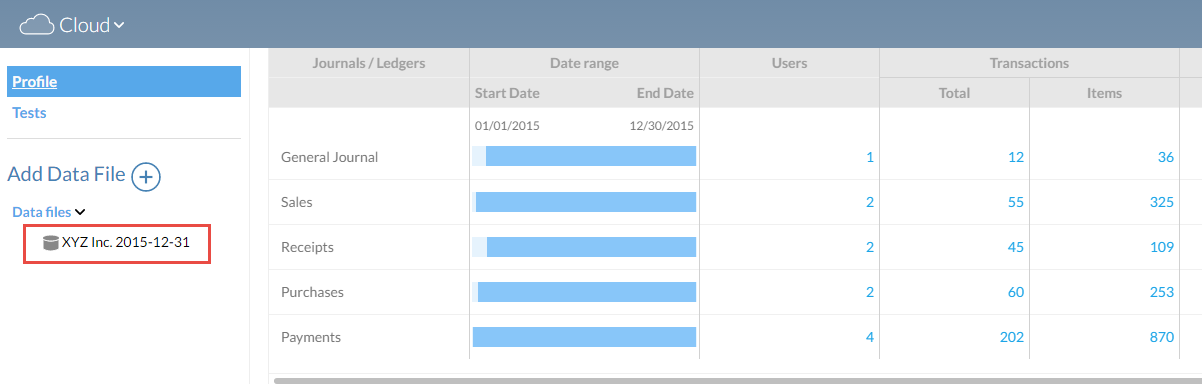 Cloud
Profile
Tests
Add Data File
Data files
XYZ Inc. 2015-12-31
Journals / Ledgers Date range Users Transactions
Start Date End Date Total Items
01/01/2015 12/30/2015
General Journal 1 12 36
Sales 2 55 325
Receipts 2 45 109
Purchases 2 60 253
Payments 4 202 870